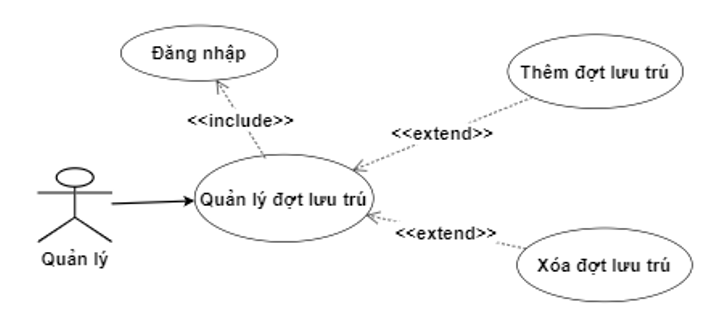 Đăng nhập
Thêm đợt lưu trú
<<include>>
<<extend>>
Quản lý đợt lưu trú
<<extend>>
Quản lý
Xóa đợt lưu trú